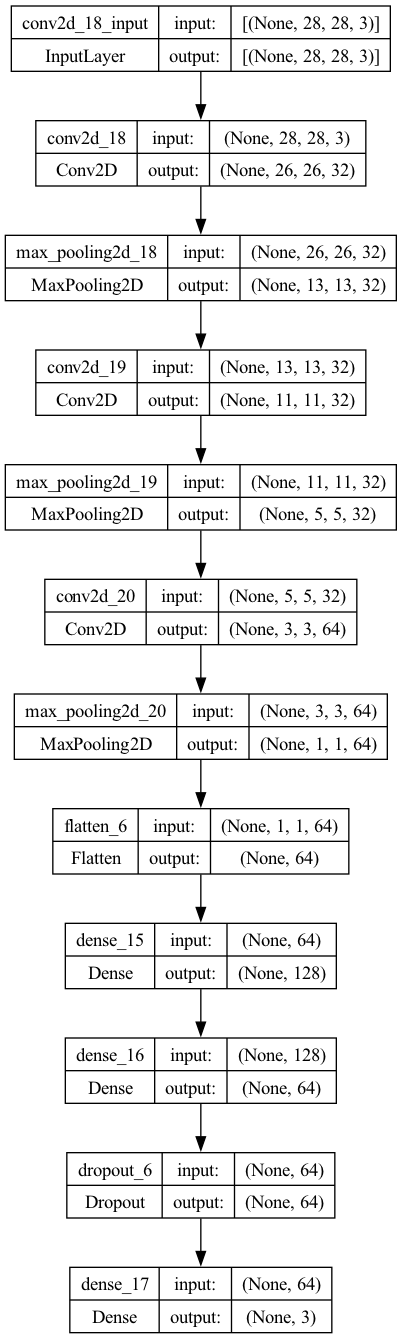 conv2d_18_input input: [(None, 28, 28, 3)]
InputLayer output: [(None, 28, 28, 3)]
conv2d_18 input: (None, 28, 28, 3)
Conv2D output: (None, 26, 26, 32)
max_pooling2d_18 input: (None, 26, 26, 32)
MaxPooling2D output: (None, 13, 13, 32)
conv2d_19 input: (None, 13, 13, 32)
Conv2D output: (None, 11, 11, 32)
max_pooling2d_19 input: (None, 11, 11, 32)
MaxPooling2D output: (None, 5, 5, 32)
conv2d_20 input: (None, 5, 5, 32)
Conv2D output: (None, 3, 3, 64)
max_pooling2d_20 input: (None, 3, 3, 64)
MaxPooling2D output: (None, 1, 1, 64)
flatten_6 input: (None, 1, 1, 64)
Flatten output: (None, 64)
dense_15 input: (None, 64)
Dense output: (None, 128)
dense_16 input: (None, 128)
Dense output: (None, 64)
dropout_6 input: (None, 64)
Dropout output: (None, 64)
dense_17 input: (None, 64)
Dense output: (None, 3)